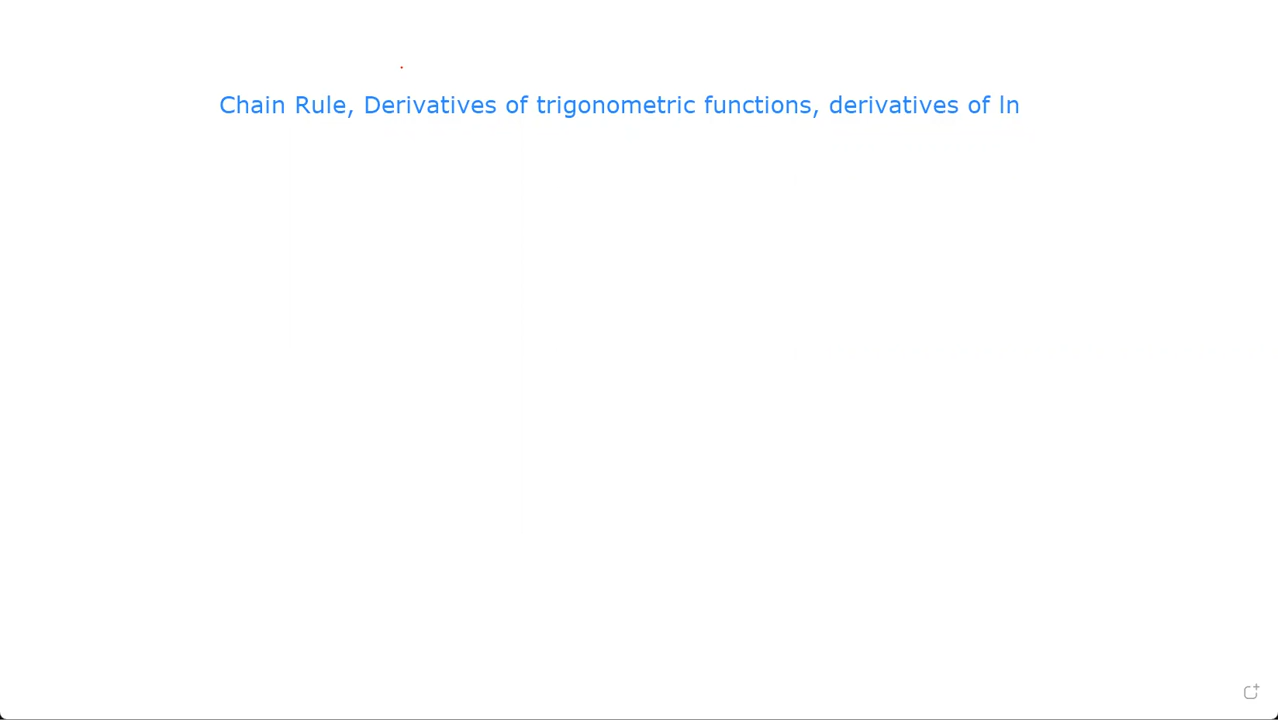 Chain Rule, Derivatives of trigonometric functions, derivatives of ln